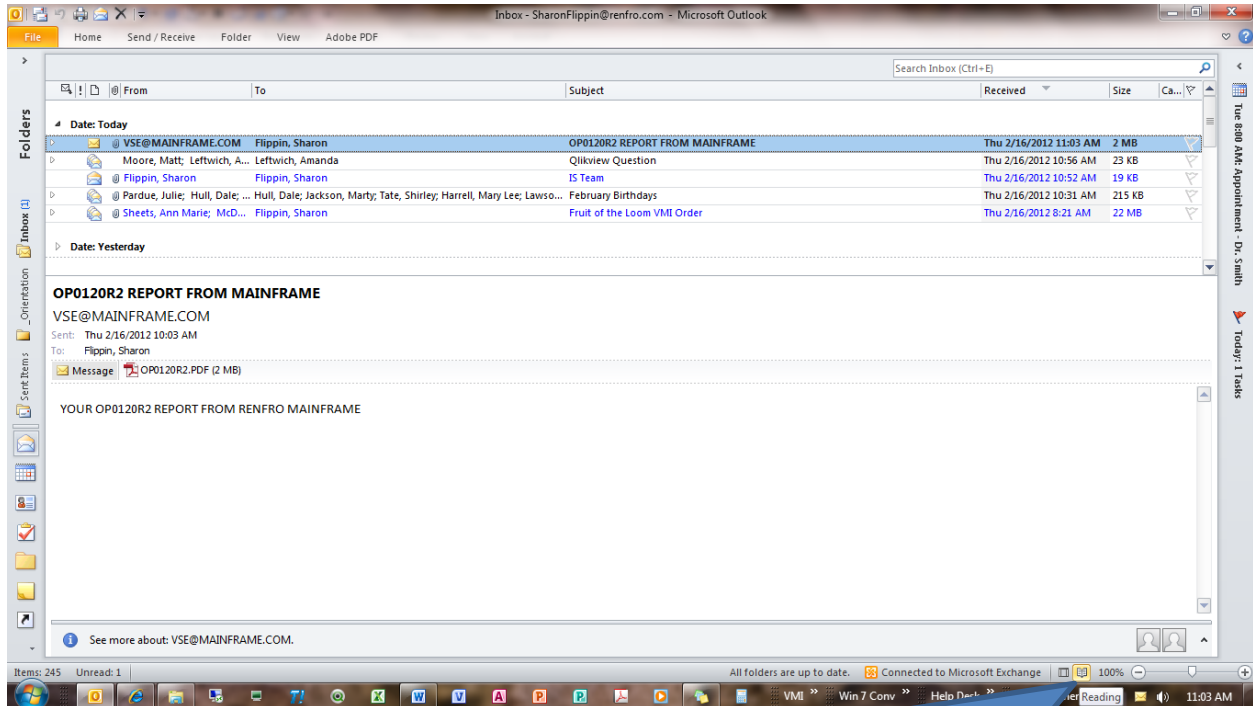 Inbox - SharonFlippin@renfro.com - Microsoft Outlook
File Home Send / Receive Folder View Adobe PDF
Search Inbox (Ctrl+E)
From To Subject Received Size Ca...
Date: Today
VSE@MAINFRAME.COM Flippin, Sharon OP0120R2 REPORT FROM MAINFRAME Thu 2/16/2012 11:03 AM 2 MB
Moore, Matt; Leftwich, A... Leftwich, Amanda Qlikview Question Thu 2/16/2012 10:56 AM 23 KB
Flippin, Sharon Flippin, Sharon IS Team Thu 2/16/2012 10:52 AM 19 KB
Pardue, Julie; Hull, Dale; ... Hull, Dale; Jackson, Marty; Tate, Shirley; Harrell, Mary Lee; Lawso... February Birthdays Thu 2/16/2012 10:31 AM 215 KB
Sheets, Ann Marie; McD... Flippin, Sharon Fruit of the Loom VMI Order Thu 2/16/2012 8:21 AM 22 MB
Date: Yesterday
OP0120R2 REPORT FROM MAINFRAME
VSE@MAINFRAME.COM
Sent: Thu 2/16/2012 10:03 AM
To: Flippin, Sharon
Message OP0120R2.PDF (2 MB)
YOUR OP0120R2 REPORT FROM RENFRO MAINFRAME
See more about: VSE@MAINFRAME.COM.
Folders
Inbox (1)
_Orientation
Sent Items
Tue 8:00 AM: Appointment - Dr. Smith
Today: 1 Tasks
Items: 245 Unread: 1 All folders are up to date. Connected to Microsoft Exchange 100%
VMI » Win 7 Conv » Help » Reading 11:03 AM